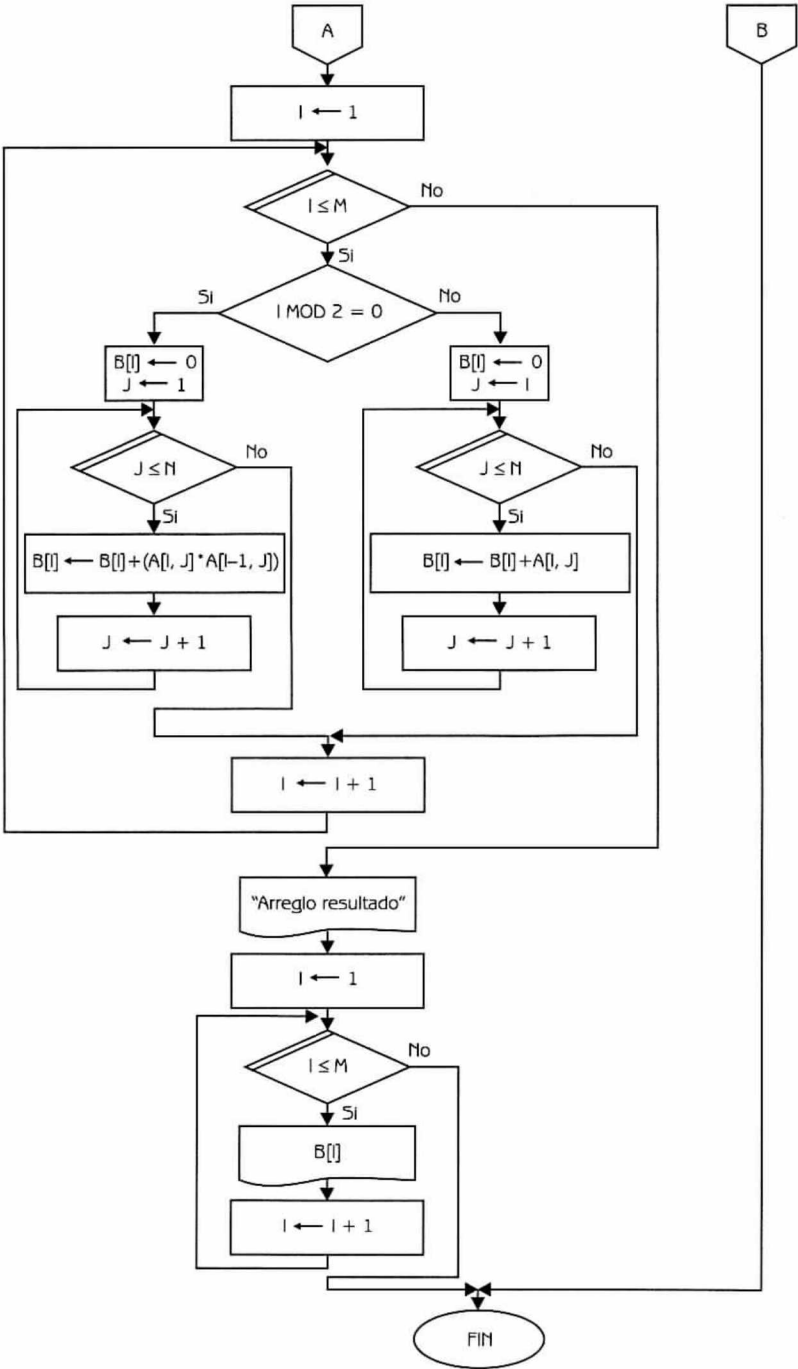 A
B
I ← 1
I ≤ M
No
Si
Si
I MOD 2 = 0
No
B[I] ← 0
J ← 1
B[I] ← 0
J ← I
J ≤ N
No
Si
J ≤ N
No
Si
B[I] ← B[I]+(A[I, J]*A[I–1, J])
B[I] ← B[I]+A[I, J]
J ← J + 1
J ← J + 1
I ← I + 1
“Arreglo resultado”
I ← 1
I ≤ M
No
Si
B[I]
I ← I + 1
FIN